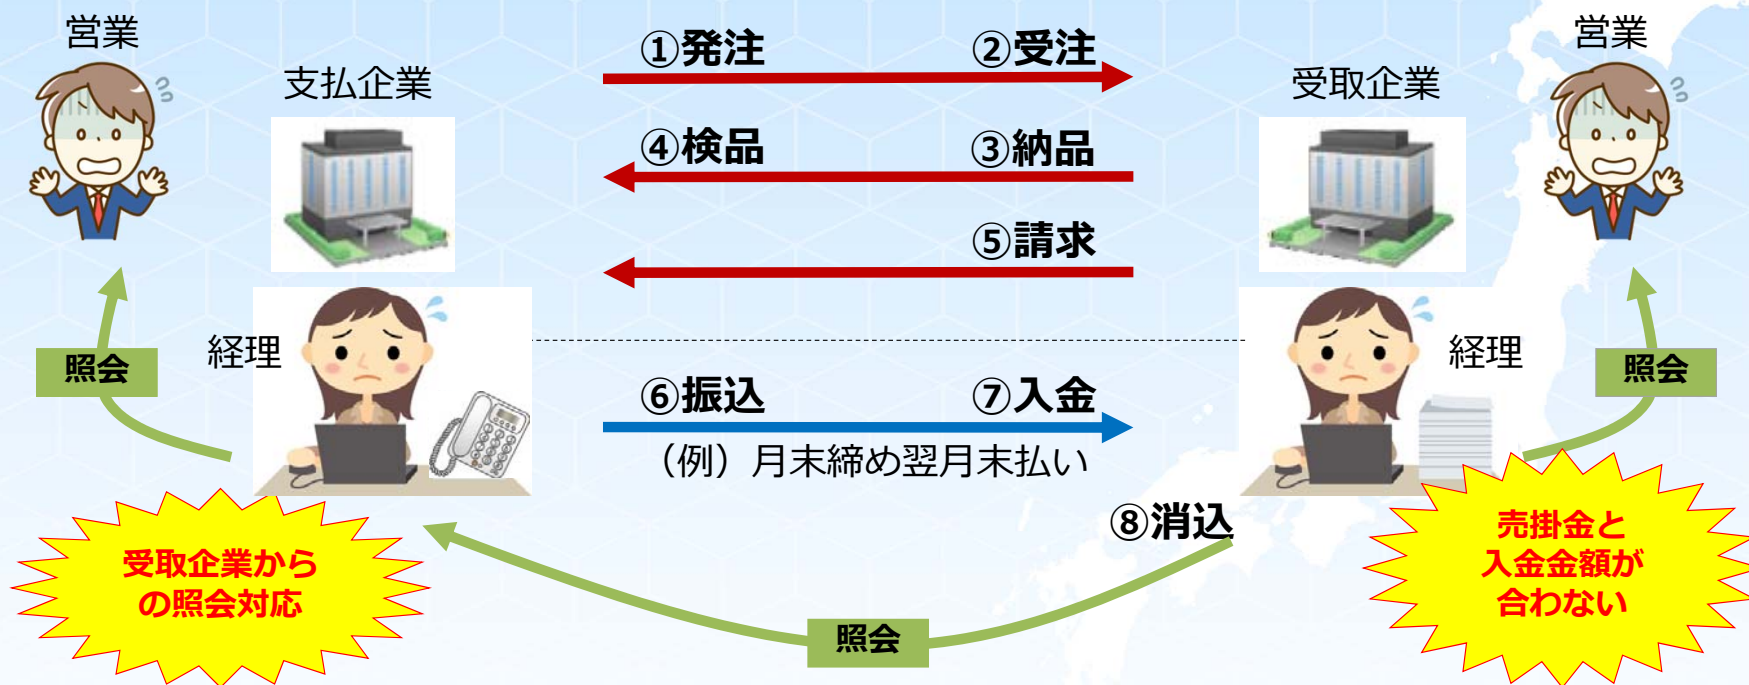 営業
支払企業
①発注
②受注
受取企業
営業
④検品
③納品
⑤請求
経理
照会
⑥振込
⑦入金
（例）月末締め翌月末払い
経理
照会
⑧消込
受取企業から
の照会対応
売掛金と
入金金額が
合わない
照会